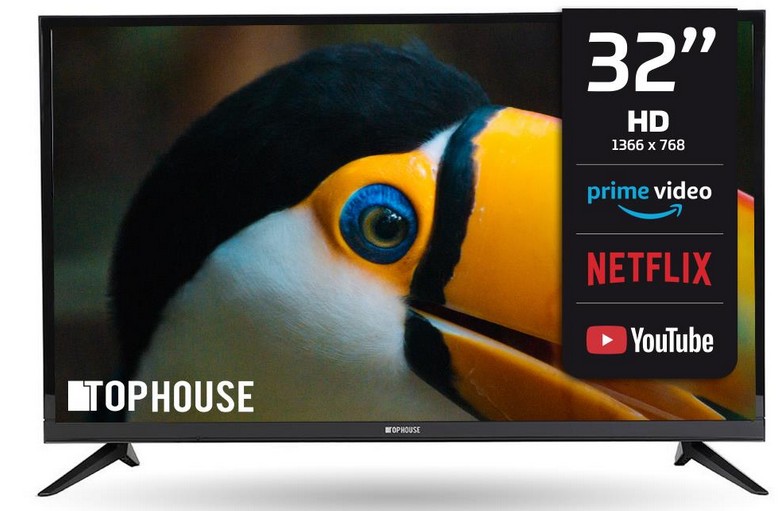 32”
HD
1366 x 768
prime video
NETFLIX
YouTube
TOPHOUSE
TOPHOUSE